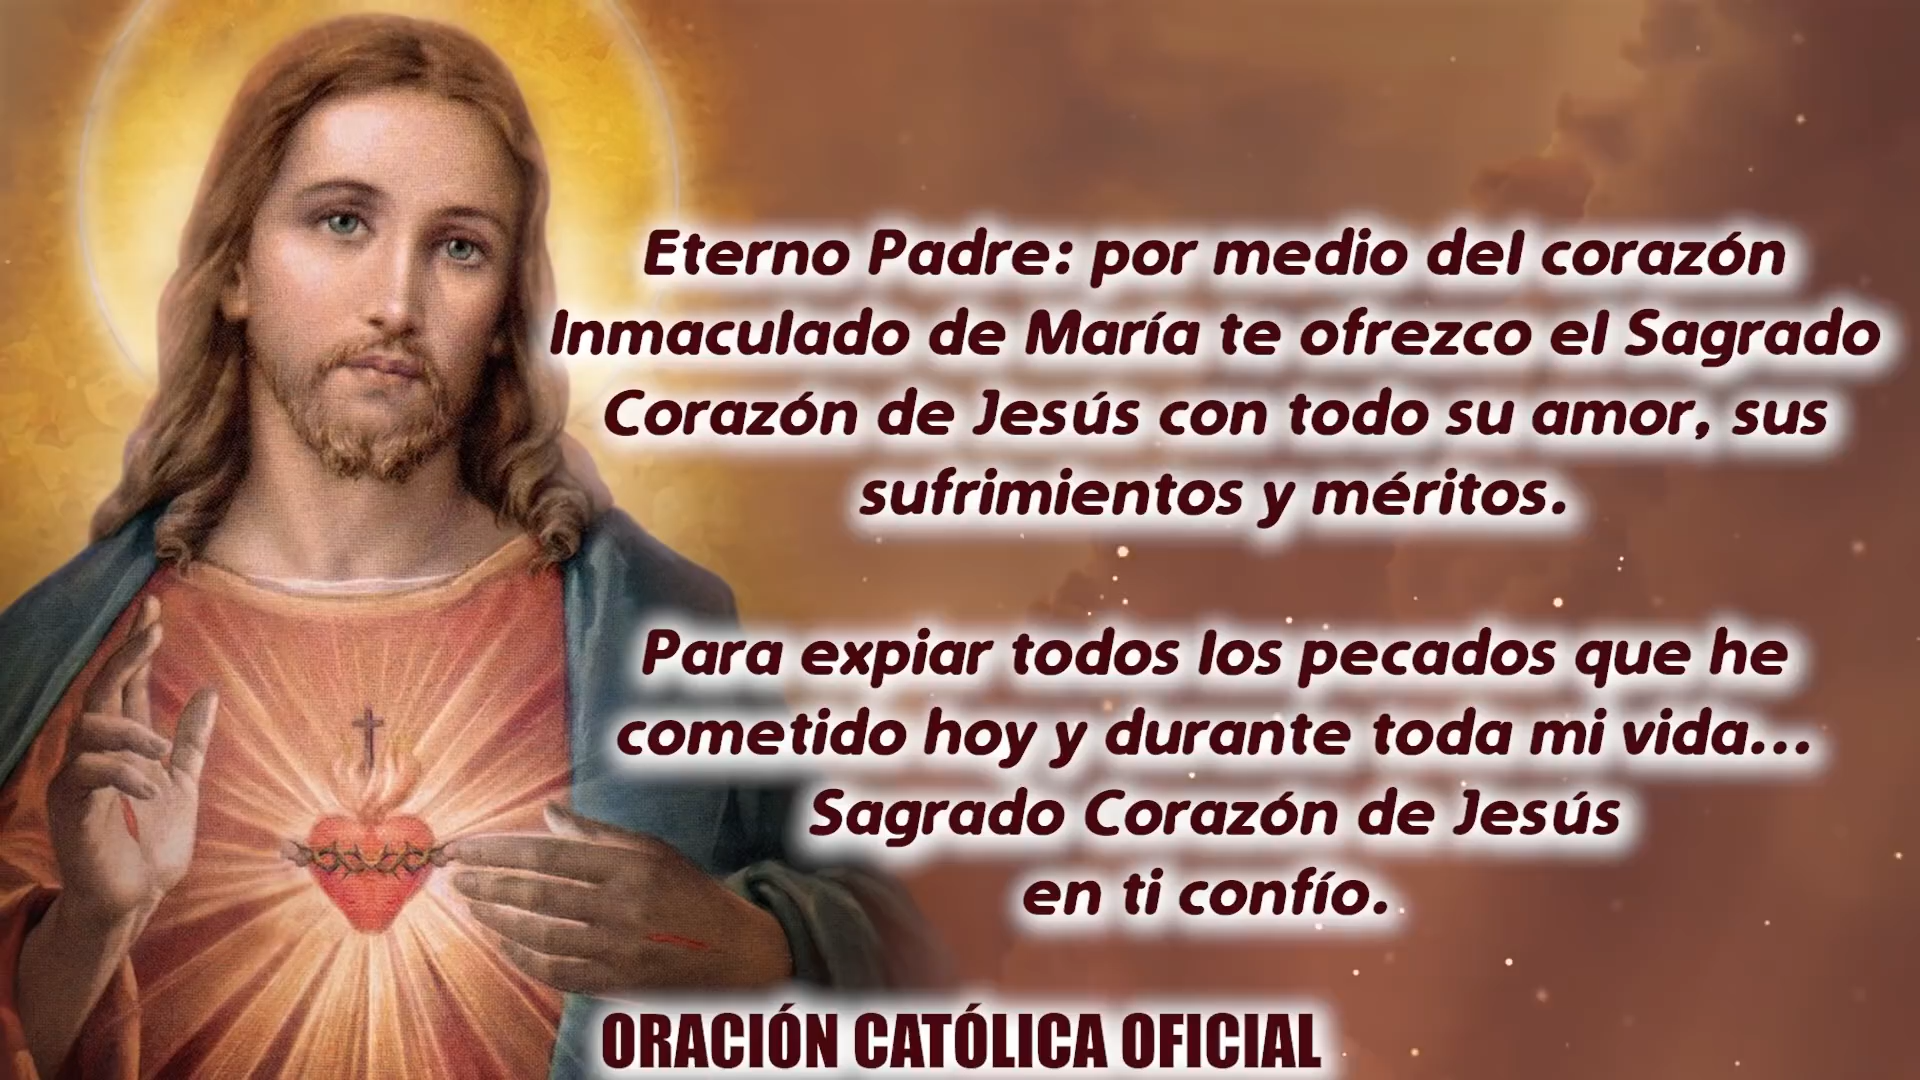 Eterno Padre: por medio del corazón
Inmaculado de María te ofrezco el Sagrado
Corazón de Jesús con todo su amor, sus
sufrimientos y méritos.
Para expiar todos los pecados que he
cometido hoy y durante toda mi vida...
Sagrado Corazón de Jesús
en ti confío.
ORACIÓN CATÓLICA OFICIAL